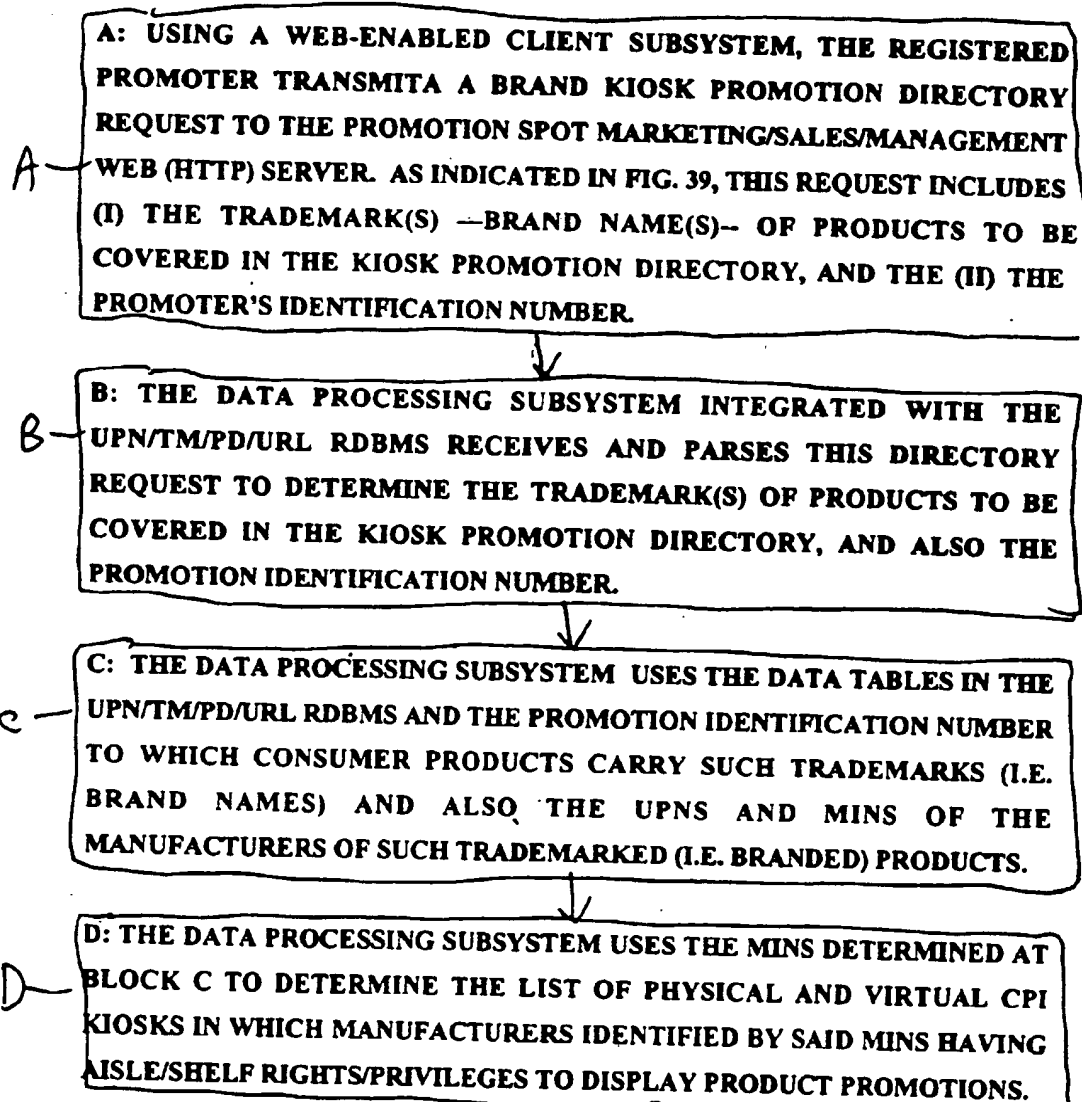 A: USING A WEB-ENABLED CLIENT SUBSYSTEM, THE REGISTERED
PROMOTER TRANSMITA A BRAND KIOSK PROMOTION DIRECTORY
REQUEST TO THE PROMOTION SPOT MARKETING/SALES/MANAGEMENT
A WEB (HTTP) SERVER. AS INDICATED IN FIG. 39, THIS REQUEST INCLUDES
(I) THE TRADEMARK(S) —BRAND NAME(S)-- OF PRODUCTS TO BE
COVERED IN THE KIOSK PROMOTION DIRECTORY, AND THE (II) THE
PROMOTER'S IDENTIFICATION NUMBER.
B: THE DATA PROCESSING SUBSYSTEM INTEGRATED WITH THE
B UPN/TM/PD/URL RDBMS RECEIVES AND PARSES THIS DIRECTORY
REQUEST TO DETERMINE THE TRADEMARK(S) OF PRODUCTS TO BE
COVERED IN THE KIOSK PROMOTION DIRECTORY, AND ALSO THE
PROMOTION IDENTIFICATION NUMBER.
C: THE DATA PROCESSING SUBSYSTEM USES THE DATA TABLES IN THE
C UPN/TM/PD/URL RDBMS AND THE PROMOTION IDENTIFICATION NUMBER
TO WHICH CONSUMER PRODUCTS CARRY SUCH TRADEMARKS (I.E.
BRAND NAMES) AND ALSO THE UPNS AND MINS OF THE
MANUFACTURERS OF SUCH TRADEMARKED (I.E. BRANDED) PRODUCTS.
D: THE DATA PROCESSING SUBSYSTEM USES THE MINS DETERMINED AT
D BLOCK C TO DETERMINE THE LIST OF PHYSICAL AND VIRTUAL CPI
KIOSKS IN WHICH MANUFACTURERS IDENTIFIED BY SAID MINS HAVING
AISLE/SHELF RIGHTS/PRIVILEGES TO DISPLAY PRODUCT PROMOTIONS.